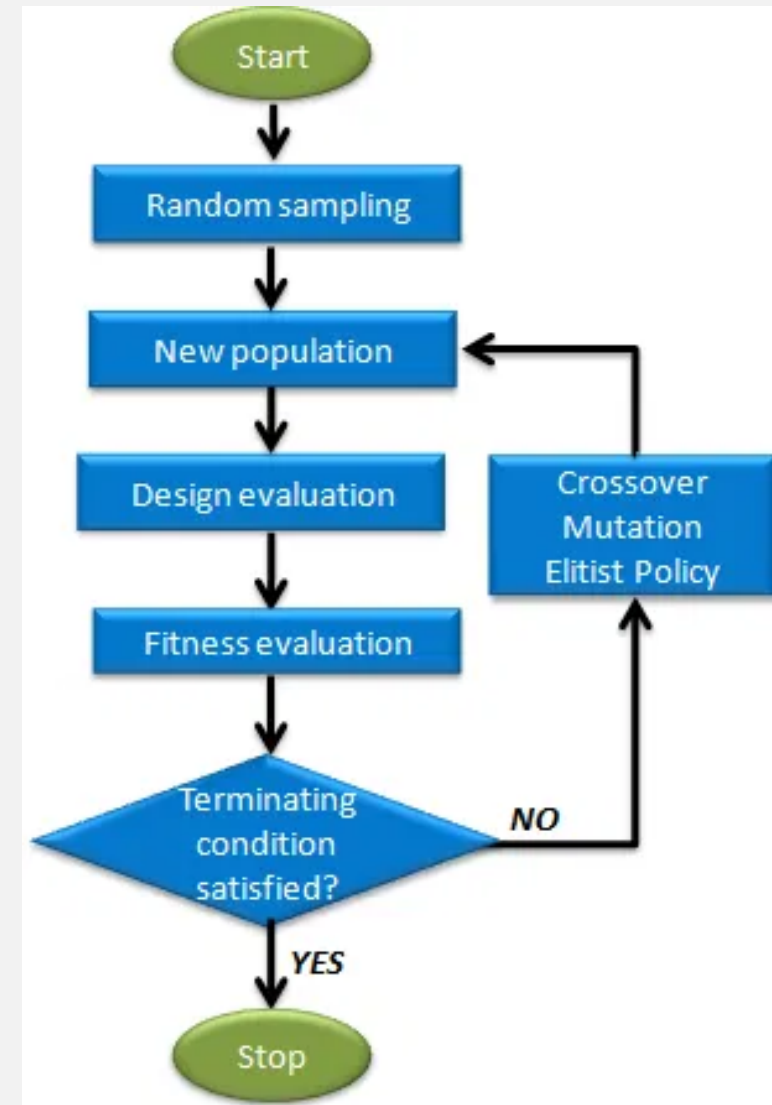 Start
Random sampling
New population
Design evaluation
Crossover
Mutation
Elitist Policy
Fitness evaluation
Terminating
condition
satisfied?
NO
YES
Stop